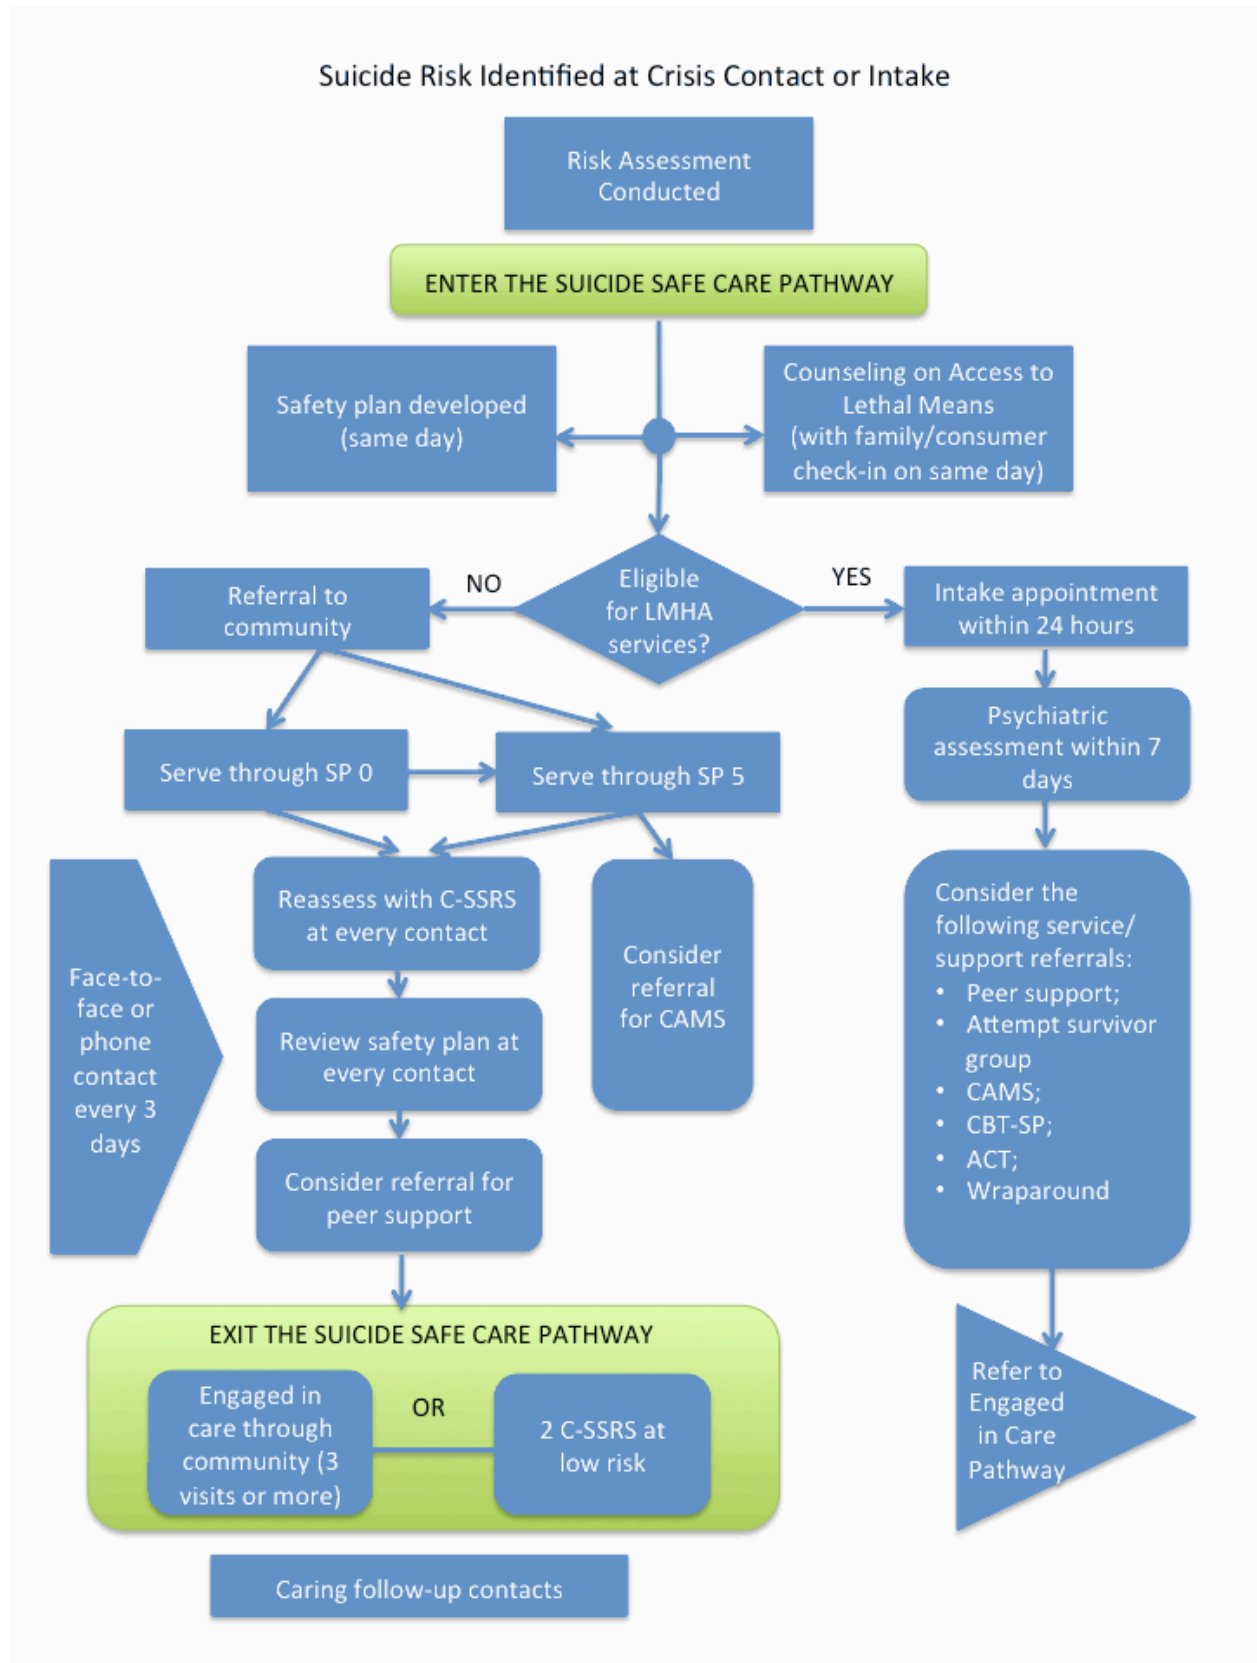 Suicide Risk Identified at Crisis Contact or Intake
Risk Assessment
Conducted
ENTER THE SUICIDE SAFE CARE PATHWAY
Safety plan developed
(same day)
Counseling on Access to
Lethal Means
(with family/consumer
check-in on same day)
Eligible
for LMHA
services?
NO
YES
Referral to
community
Intake appointment
within 24 hours
Psychiatric
assessment within 7
days
Serve through SP 0
Serve through SP 5
Face-to-
face or
phone
contact
every 3
days
Reassess with C-SSRS
at every contact
Review safety plan at
every contact
Consider referral for
peer support
Consider
referral
for CAMS
Consider the
following service/
support referrals:
• Peer support;
• Attempt survivor
group
• CAMS;
• CBT-SP;
• ACT;
• Wraparound
EXIT THE SUICIDE SAFE CARE PATHWAY
Engaged in
care through
community (3
visits or more)
OR
2 C-SSRS at
low risk
Refer to
Engaged
in Care
Pathway
Caring follow-up contacts